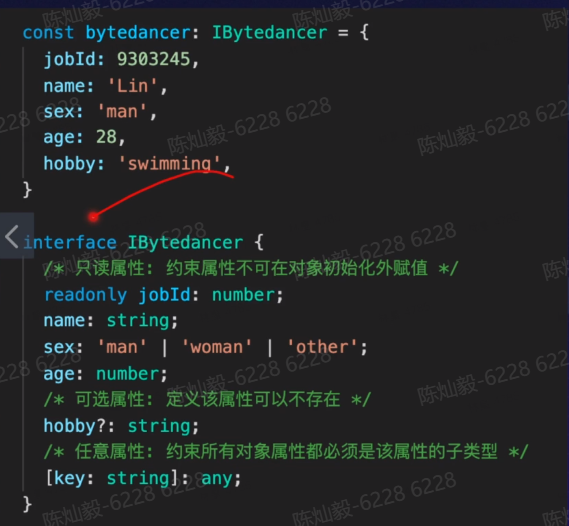 陈灿毅-6228 6228
const bytedancer: IBytedancer = {
jobId: 9303245,
name: 'Lin',
sex: 'man',
age: 28,
hobby: 'swimming',
}
interface IBytedancer {
/* 只读属性: 约束属性不可在对象初始化外赋值 */
readonly jobId: number;
name: string;
sex: 'man' | 'woman' | 'other';
age: number;
/* 可选属性: 定义该属性可以不存在 */
hobby?: string;
/* 任意属性: 约束所有对象属性都必须是该属性的子类型 */
[key: string]: any;
}